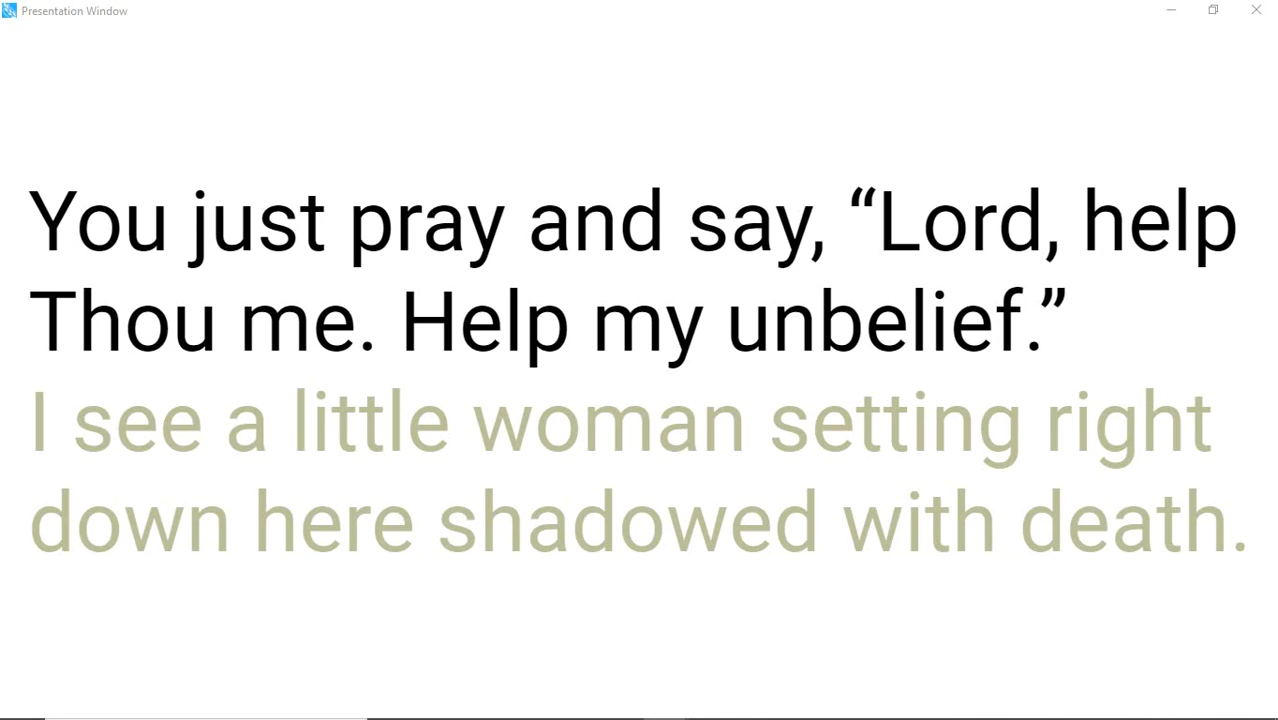 Presentation Window
You just pray and say, “Lord, help
Thou me. Help my unbelief.”
I see a little woman setting right
down here shadowed with death.